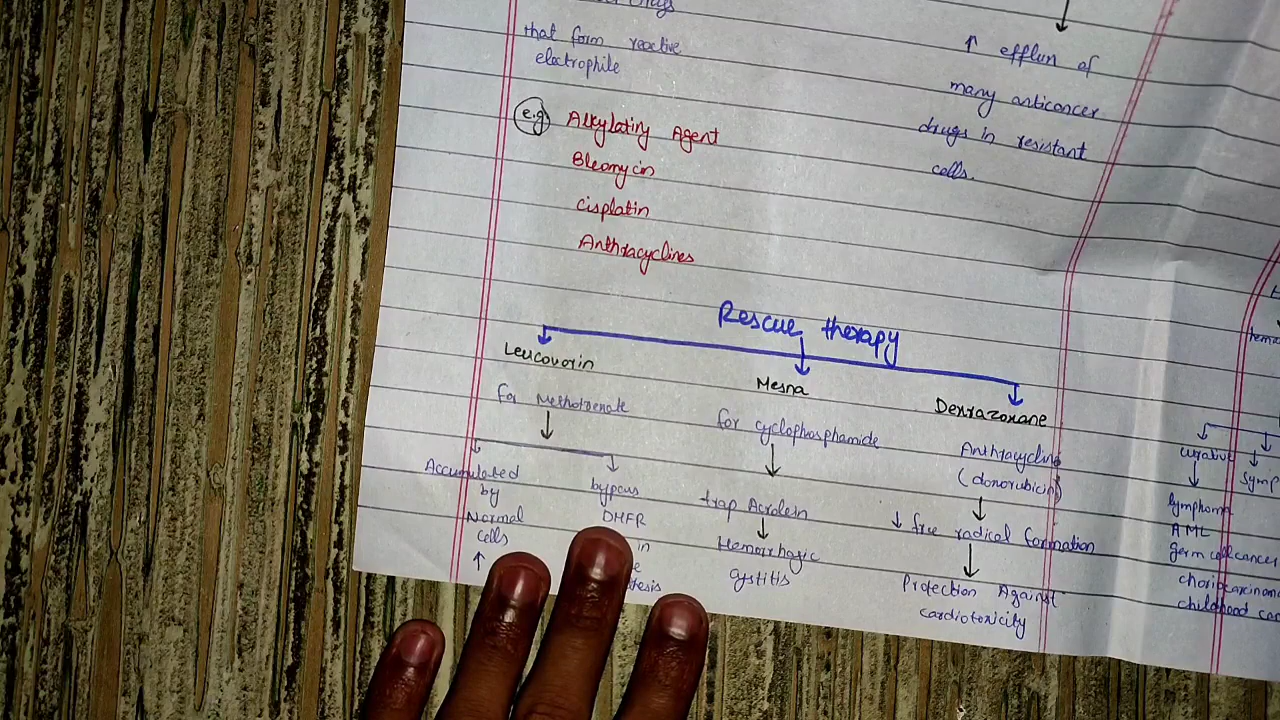 that form reactive
electrophile
e.g Alkylating Agent
Bleomycin
Cisplatin
Anthracyclines
↑ efflux of
many anticancer
drugs in resistant
cells.
Rescue therapy
Leucovorin
for Methotrexate
Accumulated
by
Normal
cells
↑
bypass
DHFR
in
Mesna
for cyclophosphamide
trap Acrolein
Hemorrhagic
cystitis
Dexrazoxane
Anthracycline
(donorubicin)
↓ free radical formation
Protection Against
cardiotoxicity
curative
lymphoma
AML
germ cell cancer